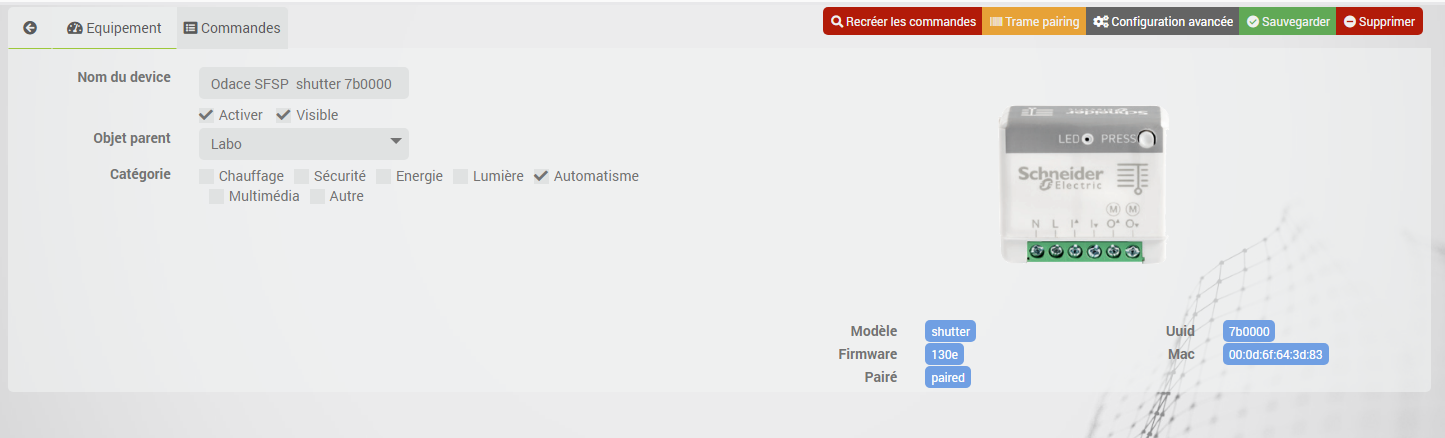 Equipement Commandes Recréer les commandes Trame pairing Configuration avancée Sauvegarder Supprimer
Nom du device Odace SFSP shutter 7b0000
Activer Visible
Objet parent Labo
Catégorie Chauffage Sécurité Energie Lumière Automatisme
Multimédia Autre
Schneider
LED PRESS
Schneider
Electric
M M
N L I▲ I▼ O▲ O▼
Modèle shutter Uuid 7b0000
Firmware 130e Mac 00:0d:6f:64:3d:83
Pairé paired